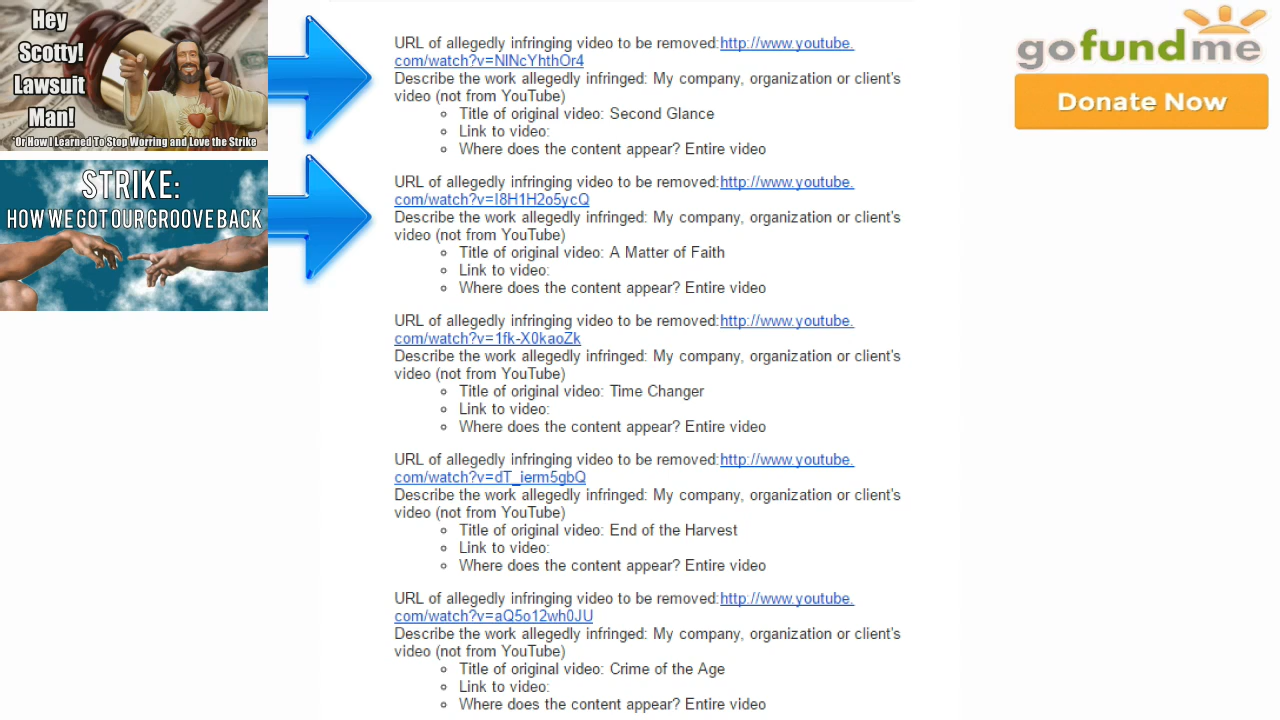 Hey
Scotty!
Lawsuit
Man!
*Or How I Learned To Stop Worring and Love the Strike
STRIKE:
HOW WE GOT OUR GROOVE BACK
URL of allegedly infringing video to be removed:http://www.youtube.
com/watch?v=NlNcYhthOr4
Describe the work allegedly infringed: My company, organization or client's
video (not from YouTube)
Title of original video: Second Glance
Link to video:
Where does the content appear? Entire video
URL of allegedly infringing video to be removed:http://www.youtube.
com/watch?v=I8H1H2o5ycQ
Describe the work allegedly infringed: My company, organization or client's
video (not from YouTube)
Title of original video: A Matter of Faith
Link to video:
Where does the content appear? Entire video
URL of allegedly infringing video to be removed:http://www.youtube.
com/watch?v=1fk-X0kaoZk
Describe the work allegedly infringed: My company, organization or client's
video (not from YouTube)
Title of original video: Time Changer
Link to video:
Where does the content appear? Entire video
URL of allegedly infringing video to be removed:http://www.youtube.
com/watch?v=dT_ierm5gbQ
Describe the work allegedly infringed: My company, organization or client's
video (not from YouTube)
Title of original video: End of the Harvest
Link to video:
Where does the content appear? Entire video
URL of allegedly infringing video to be removed:http://www.youtube.
com/watch?v=aQ5o12wh0JU
Describe the work allegedly infringed: My company, organization or client's
video (not from YouTube)
Title of original video: Crime of the Age
Link to video:
Where does the content appear? Entire video
gofundme
Donate Now